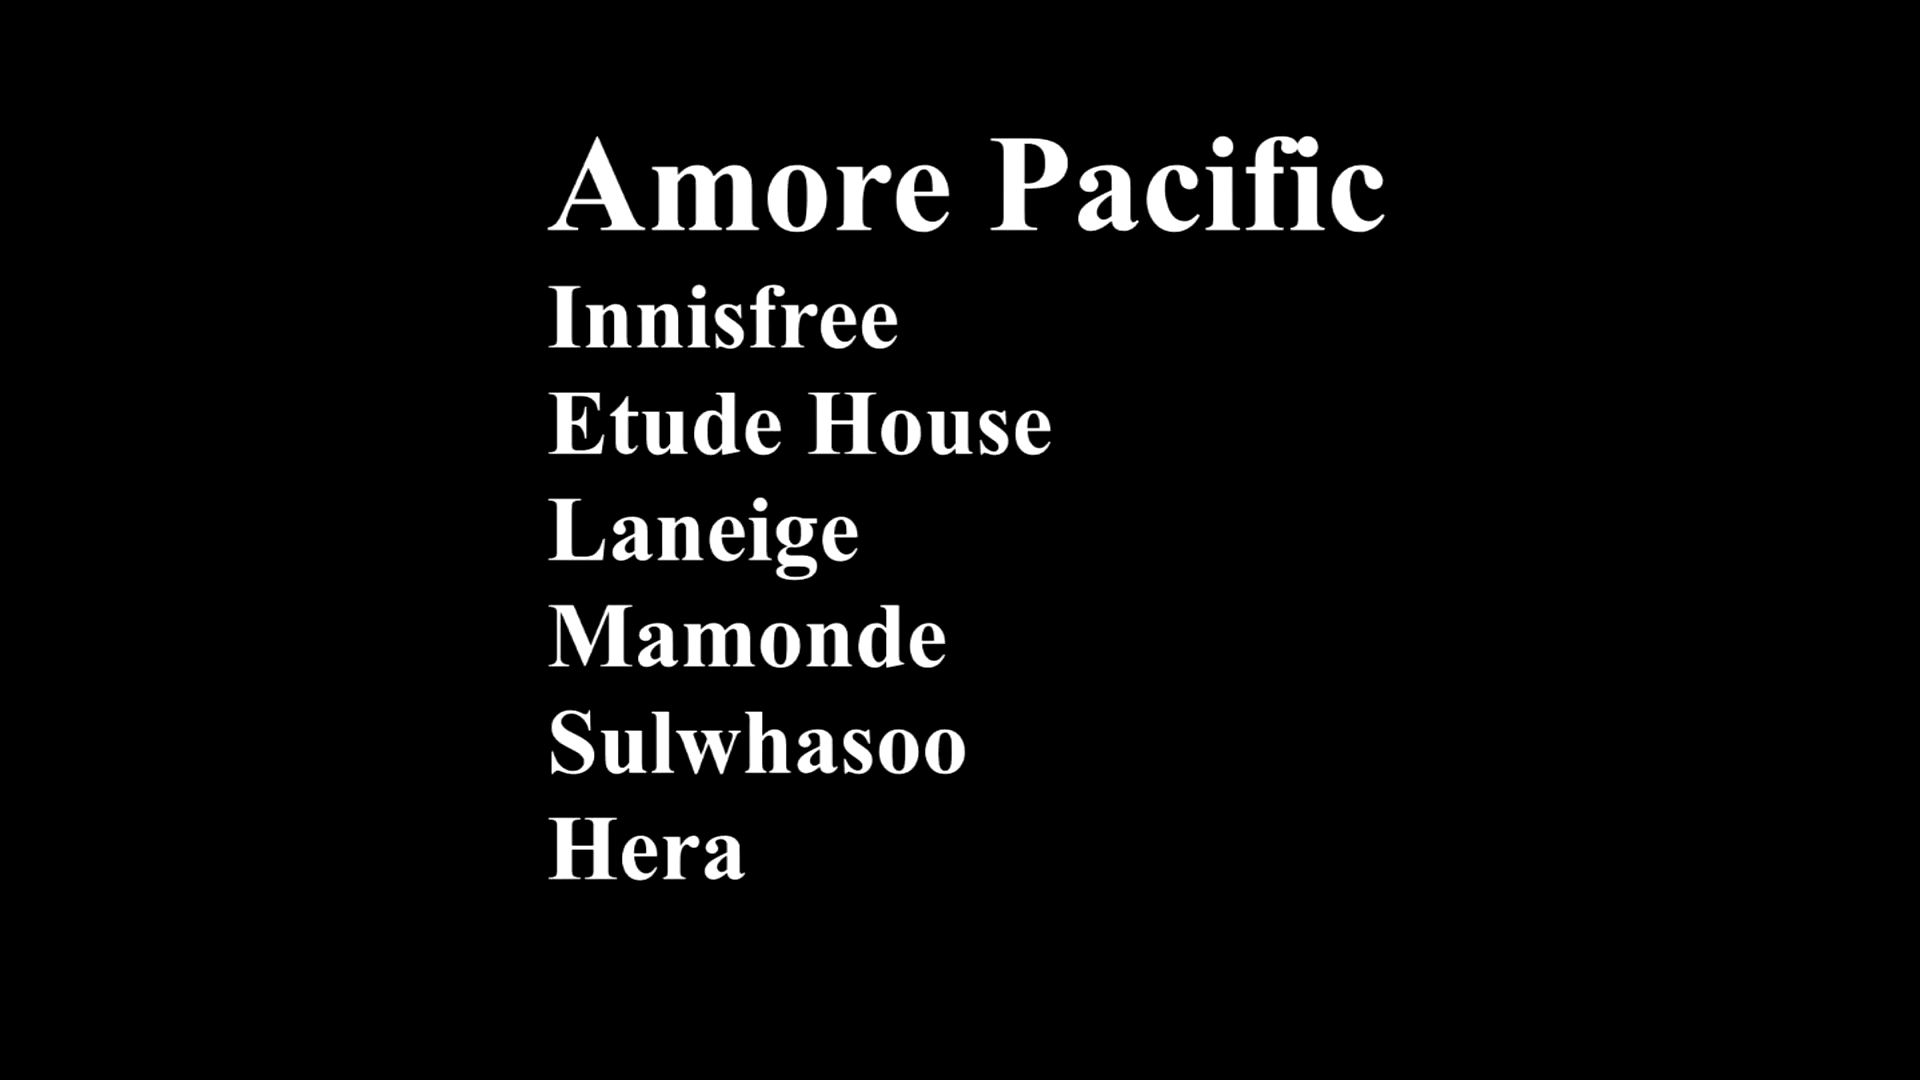 Amore Pacific
Innisfree
Etude House
Laneige
Mamonde
Sulwhasoo
Hera